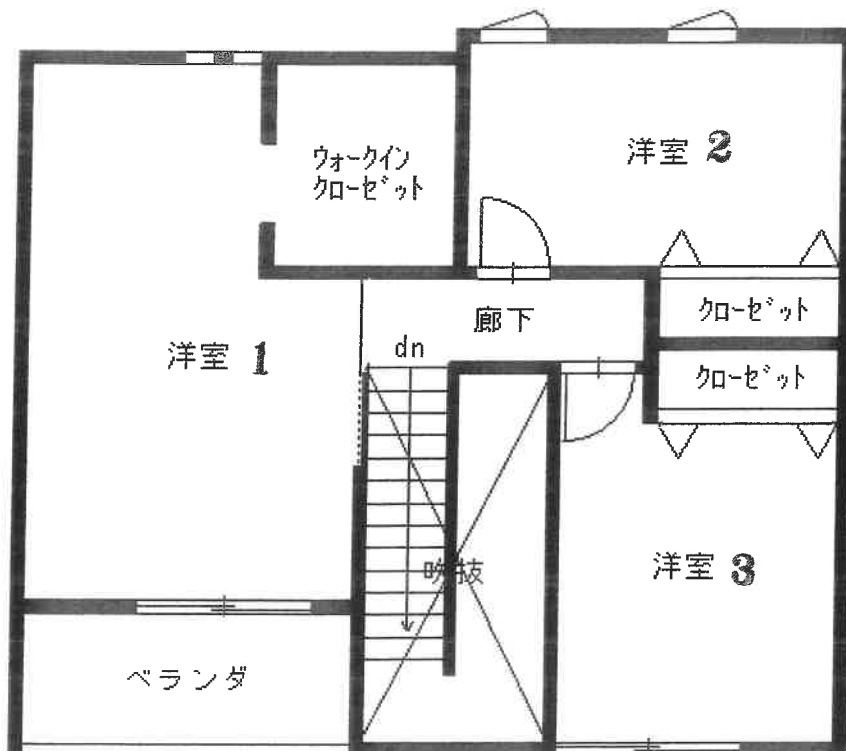 ウォークイン
クローゼット
洋室 2
廊下
クローゼット
dn
洋室 1
クローゼット
吹技
洋室 3
ベランダ